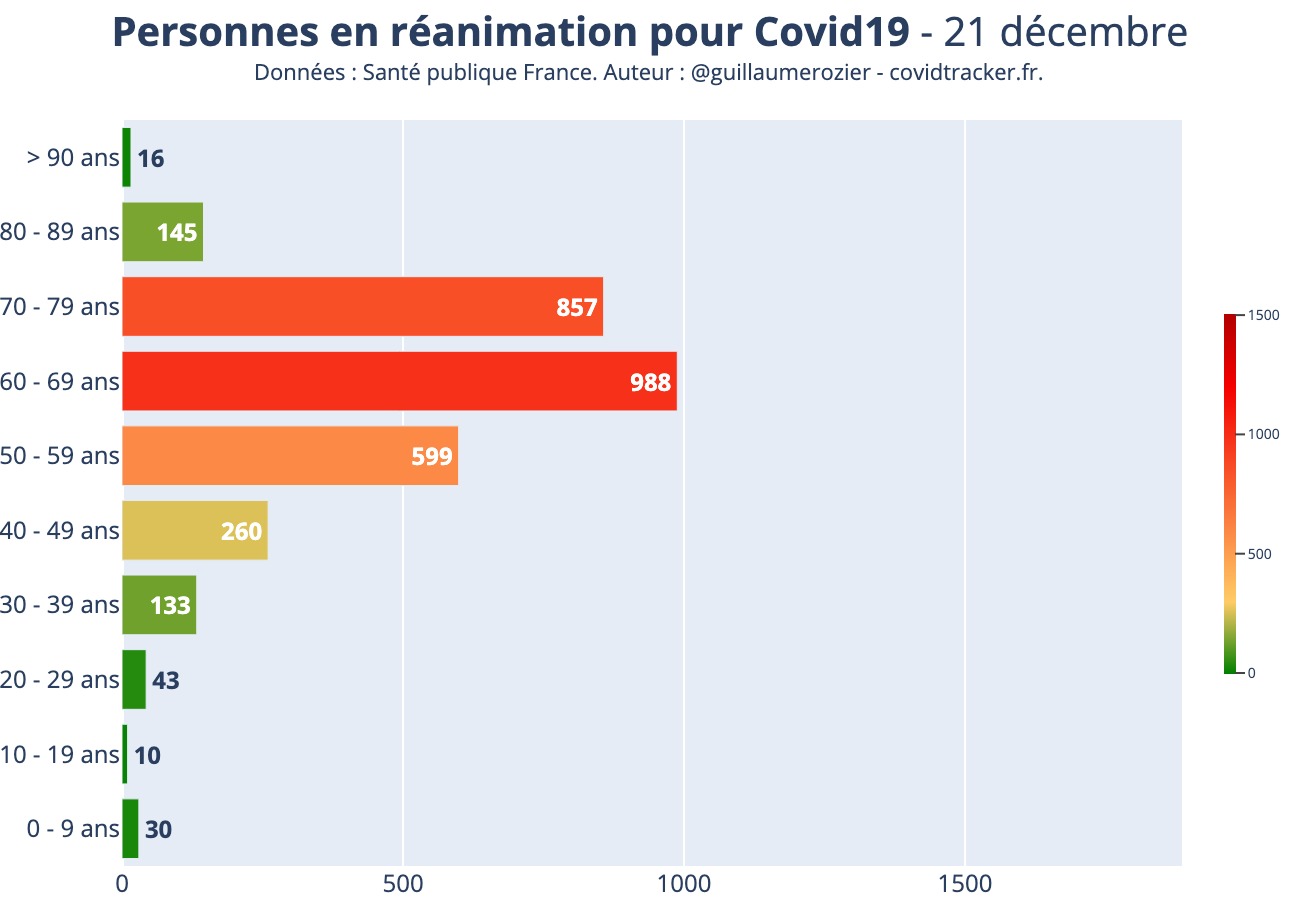 Personnes en réanimation pour Covid19 - 21 décembre
Données : Santé publique France. Auteur : @guillaumerozier - covidtracker.fr.
> 90 ans 16
80 - 89 ans 145
70 - 79 ans 857
60 - 69 ans 988
50 - 59 ans 599
40 - 49 ans 260
30 - 39 ans 133
20 - 29 ans 43
10 - 19 ans 10
0 - 9 ans 30
0 500 1000 1500
1500
1000
500
0